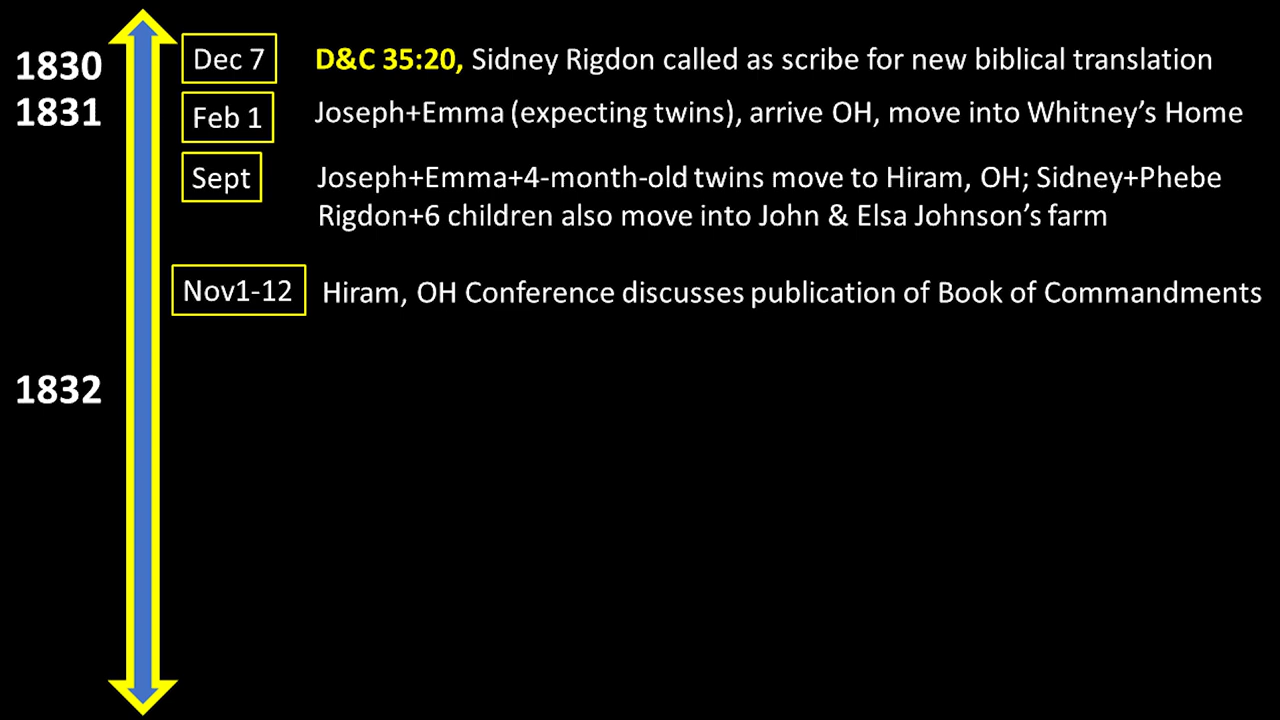 1830
Dec 7
D&C 35:20, Sidney Rigdon called as scribe for new biblical translation
1831
Feb 1
Joseph+Emma (expecting twins), arrive OH, move into Whitney’s Home
Sept
Joseph+Emma+4-month-old twins move to Hiram, OH; Sidney+Phebe
Rigdon+6 children also move into John & Elsa Johnson’s farm
Nov1-12
Hiram, OH Conference discusses publication of Book of Commandments
1832